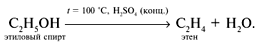 t = 100 °C, H₂SO₄ (конц.)
C₂H₅OH ⟶ C₂H₄ + H₂O.
этиловый спирт этен